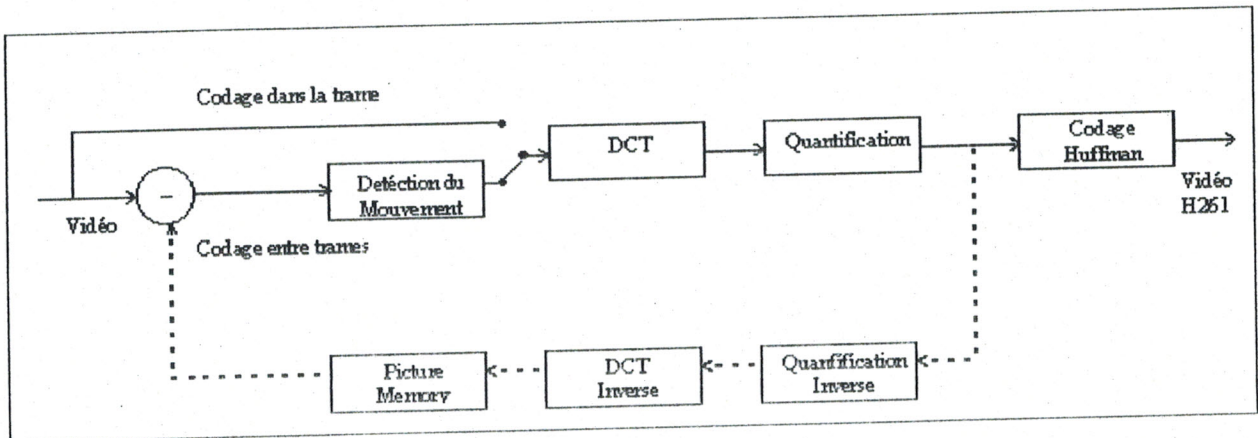 Codage dans la trame
DCT
Quantification
Codage
Huffman
Detéction du
Mouvement
Vidéo
Codage entre trames
Vidéo
H261
Picture
Memory
DCT
Inverse
Quanfification
Inverse